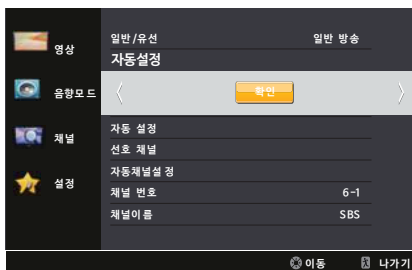 영상
음향모드
채널
설정
일반/유선 일반 방송
자동설정
확인
자동 설정
선호 채널
자동채널설정
채널 번호 6-1
채널이름 SBS
이동 나가기